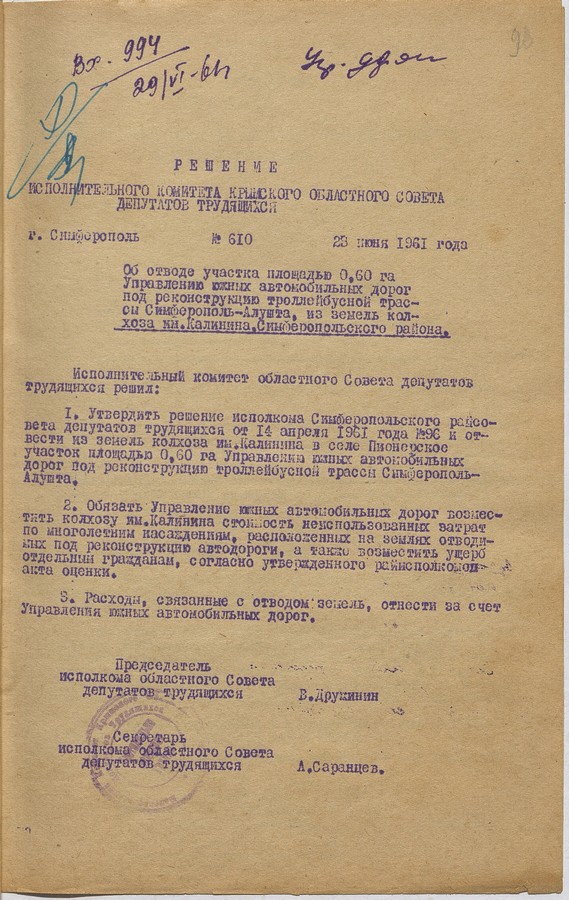 98
Вх. 994
29/VI-61г
РЕШЕНИЕ
ИСПОЛНИТЕЛЬНОГО КОМИТЕТА КРЫМСКОГО ОБЛАСТНОГО СОВЕТА
ДЕПУТАТОВ ТРУДЯЩИХСЯ
г. Симферополь № 610 23 июня 1961 года
Об отводе участка площадью 0,60 га
Управлению южных автомобильных дорог
под реконструкцию троллейбусной трас-
сы Симферополь-Алушта, из земель кол-
хоза им.Калинина,Симферопольского района.
Исполнительный комитет областного Совета депутатов
трудящихся решил:
I. Утвердить решение исполкома Симферопольского райсо-
вета депутатов трудящихся от 14 апреля 1961 года №96 и от-
вести из земель колхоза им.Калинина в селе Пионерское
участок площадью 0,60 га Управлению южных автомобильных
дорог под реконструкцию троллейбусной трассы Симферополь-
Алушта.
2. Обязать Управление южных автомобильных дорог возмес-
тить колхозу им.Калинина стоимость неиспользованных затрат
по многолетним насаждениям, расположенных на землях отводи-
мых под реконструкцию автодороги, а также возместить ущерб
отдельным гражданам, согласно утвержденного райисполкомом
акта оценки.
3. Расходы, связанные с отводом земель, отнести за счет
Управления южных автомобильных дорог.
Председатель
исполкома областного Совета
депутатов трудящихся В.Дружинин
Секретарь
исполкома областного Совета
депутатов трудящихся А.Саранцев.